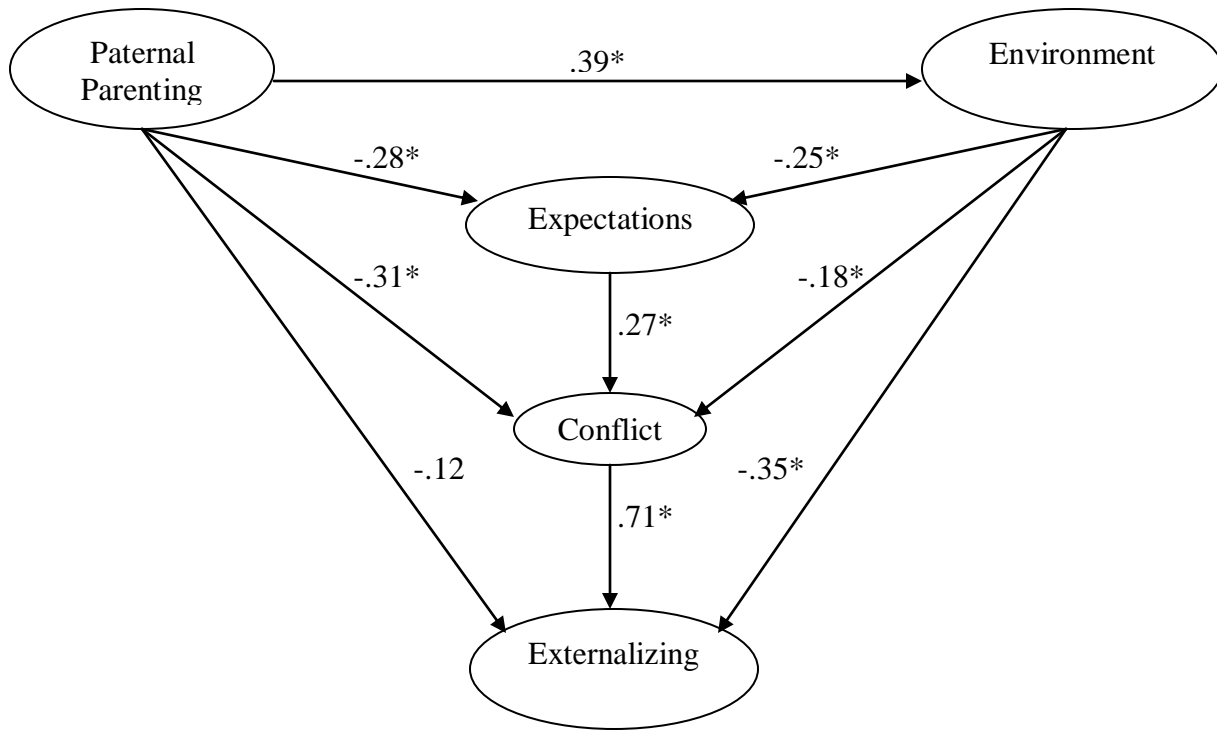 Paternal
Parenting
.39*
Environment
-.28*
-.25*
Expectations
-.31*
-.18*
.27*
Conflict
-.12
-.35*
.71*
Externalizing